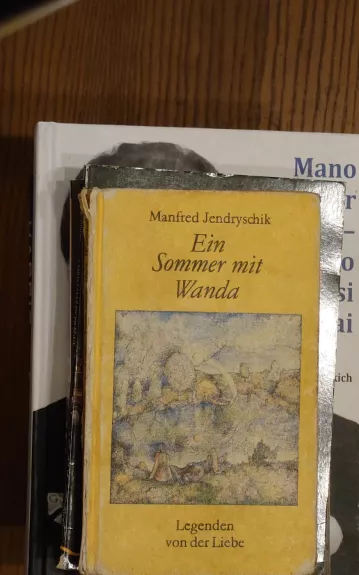 Mano
Manfred Jendryschik
Ein
Sommer mit
Wanda
Legenden
von der Liebe